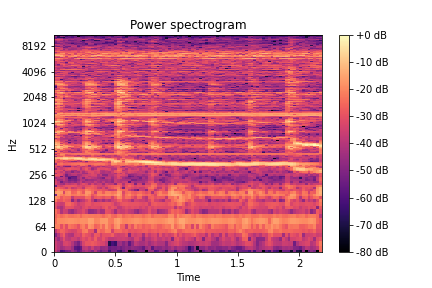 Power spectrogram
Hz
8192
4096
2048
1024
512
256
128
64
0
0
0.5
1
1.5
2
Time
+0 dB
-10 dB
-20 dB
-30 dB
-40 dB
-50 dB
-60 dB
-70 dB
-80 dB